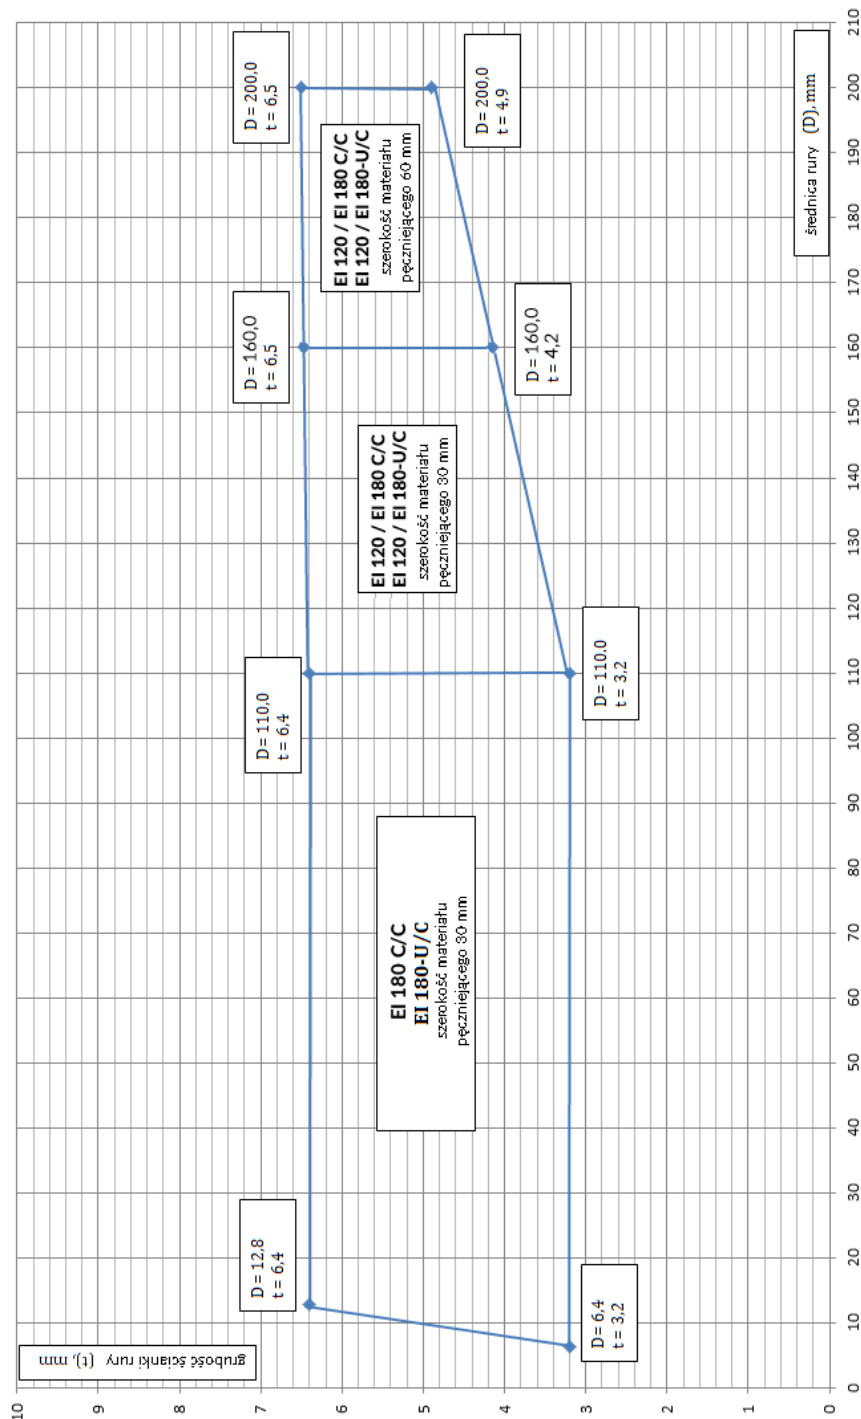 grubość ścianki rury (t), mm
10
9
8
7
6
5
4
3
2
1
0
D = 12,8
t = 6,4
D= 110,0
t = 6,4
D= 160,0
t = 6,5
D= 200,0
t = 6,5
EI 180 C/C
EI 180-U/C
szerokość materiału
pęczniejącego 30 mm
EI 120 / EI 180 C/C
EI 120 / EI 180-U/C
szerokość materiału
pęczniejącego 30 mm
EI 120 / EI 180 C/C
EI 120 / EI 180-U/C
szerokość materiału
pęczniejącego 60 mm
D= 6,4
t = 3,2
D= 110.0
t = 3,2
D= 160,0
t = 4,2
D= 200,0
t = 4,9
średnica rury (D), mm
0
10
20
30
40
50
60
70
80
90
100
110
120
130
140
150
160
170
180
190
200
210